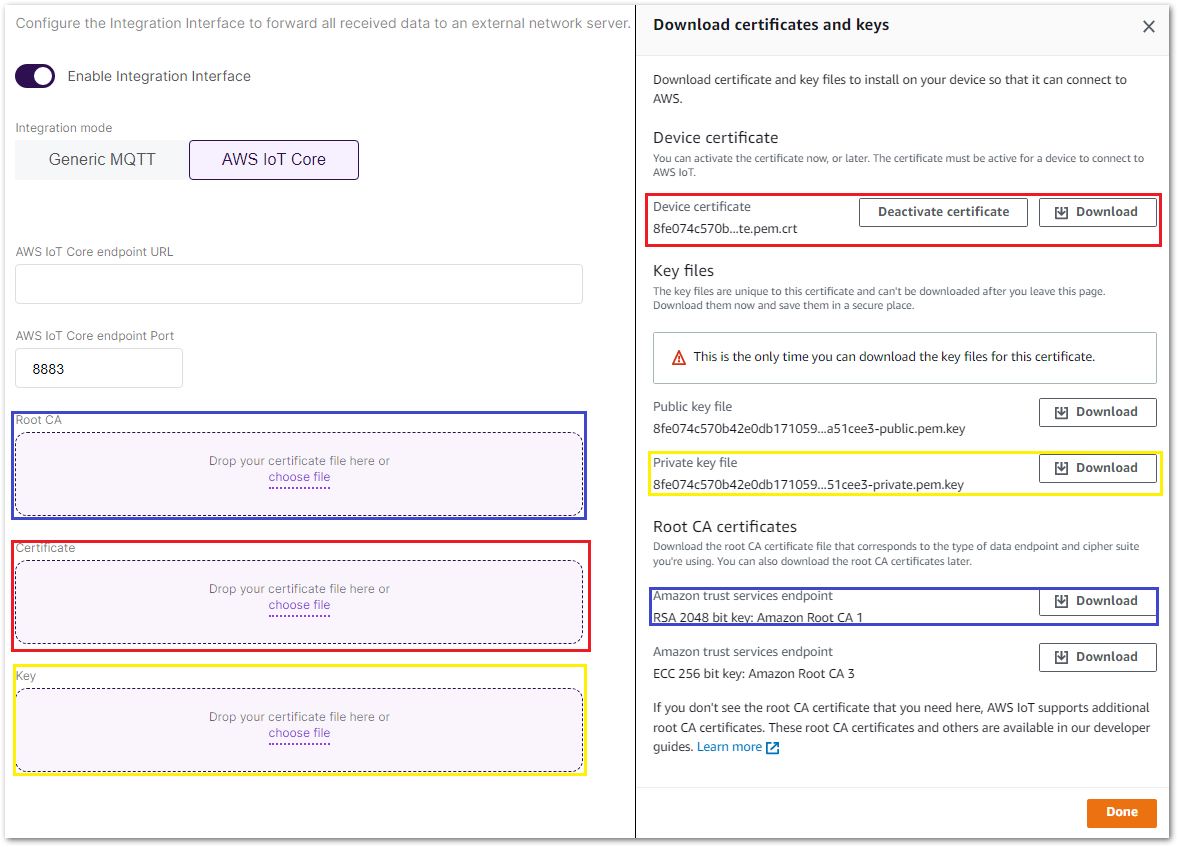 Configure the Integration Interface to forward all received data to an external network server.
Enable Integration Interface
Integration mode
Generic MQTT
AWS IoT Core
AWS IoT Core endpoint URL
AWS IoT Core endpoint Port
8883
Root CA
Drop your certificate file here or
choose file
Certificate
Drop your certificate file here or
choose file
Key
Drop your certificate file here or
choose file
Download certificates and keys
Download certificate and key files to install on your device so that it can connect to
AWS.
Device certificate
You can activate the certificate now, or later. The certificate must be active for a device to connect to
AWS IoT.
Device certificate
8fe074c570b...te.pem.crt
Deactivate certificate
Download
Key files
The key files are unique to this certificate and can't be downloaded after you leave this page.
Download them now and save them in a secure place.
This is the only time you can download the key files for this certificate.
Public key file
8fe074c570b42e0db171059...a51cee3-public.pem.key
Download
Private key file
8fe074c570b42e0db171059...51cee3-private.pem.key
Download
Root CA certificates
Download the root CA certificate file that corresponds to the type of data endpoint and cipher suite
you're using. You can also download the root CA certificates later.
Amazon trust services endpoint
RSA 2048 bit key: Amazon Root CA 1
Download
Amazon trust services endpoint
ECC 256 bit key: Amazon Root CA 3
Download
If you don't see the root CA certificate that you need here, AWS IoT supports additional
root CA certificates. These root CA certificates and others are available in our developer
guides. Learn more
Done